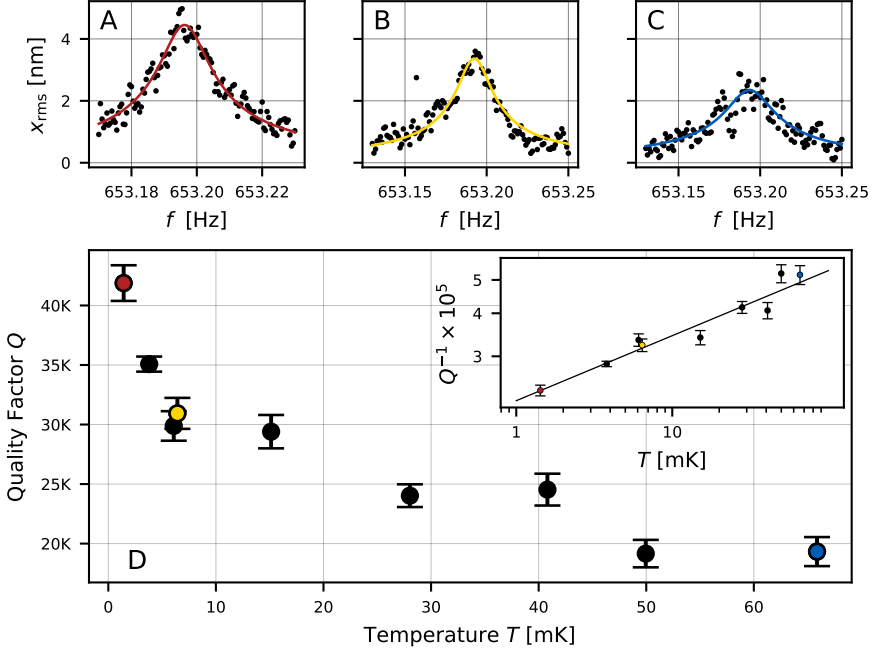 A
B
C
4
2
0
x_rms [nm]
653.18 653.20 653.22
653.15 653.20 653.25
653.15 653.20 653.25
f [Hz]
f [Hz]
f [Hz]
40K
35K
30K
25K
20K
Quality Factor Q
D
0 10 20 30 40 50 60
Temperature T [mK]
5
4
3
Q⁻¹ × 10⁵
1 10
T [mK]